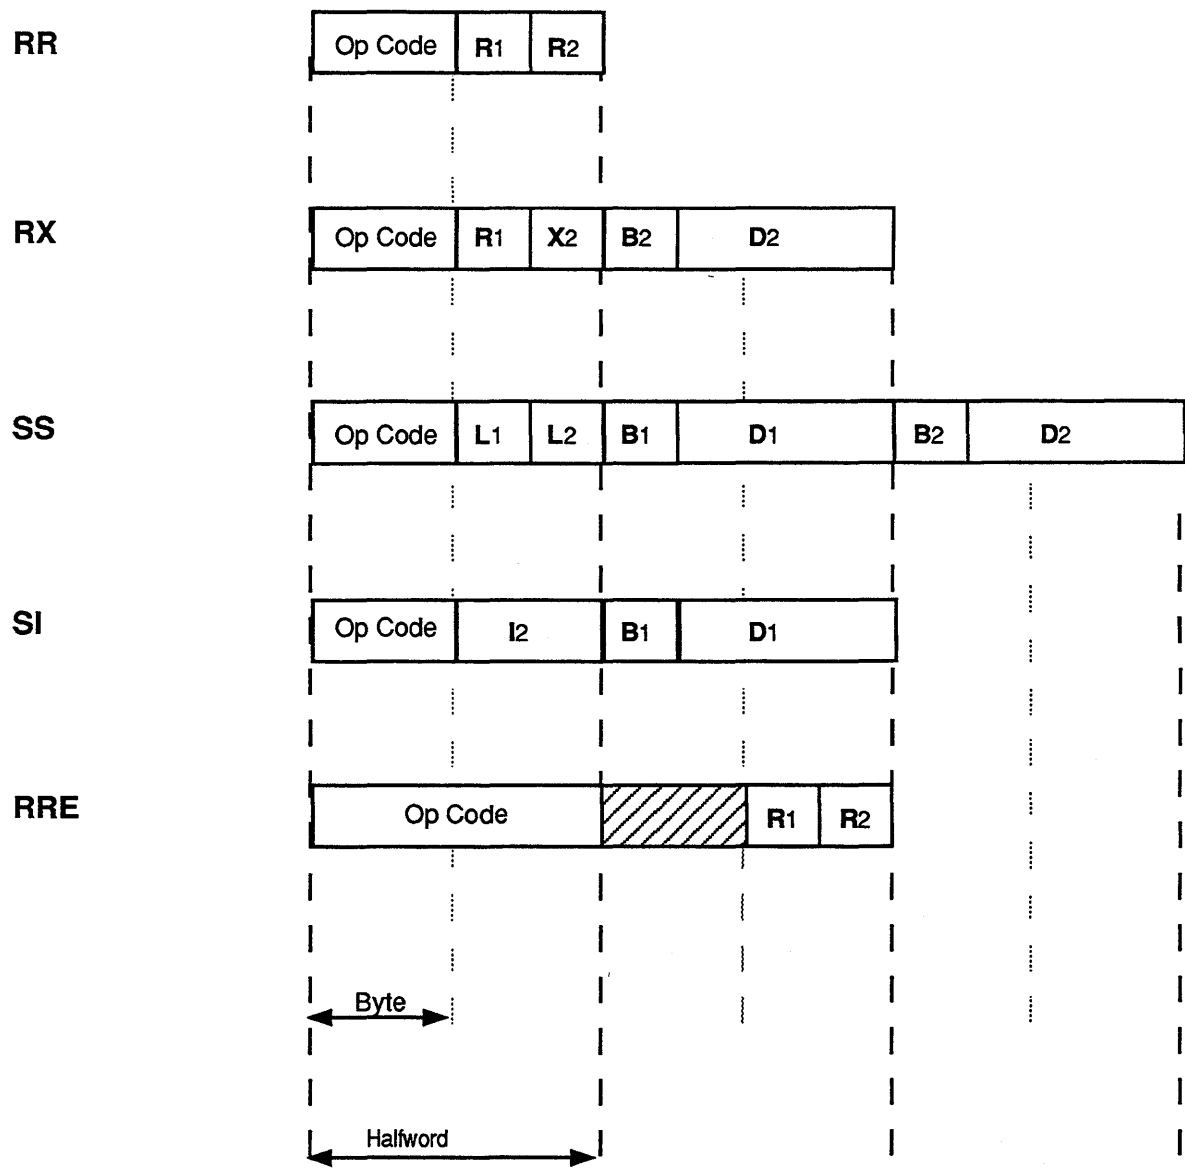 RR Op Code R1 R2
RX Op Code R1 X2 B2 D2
SS Op Code L1 L2 B1 D1 B2 D2
SI Op Code I2 B1 D1
RRE Op Code R1 R2
Byte
Halfword